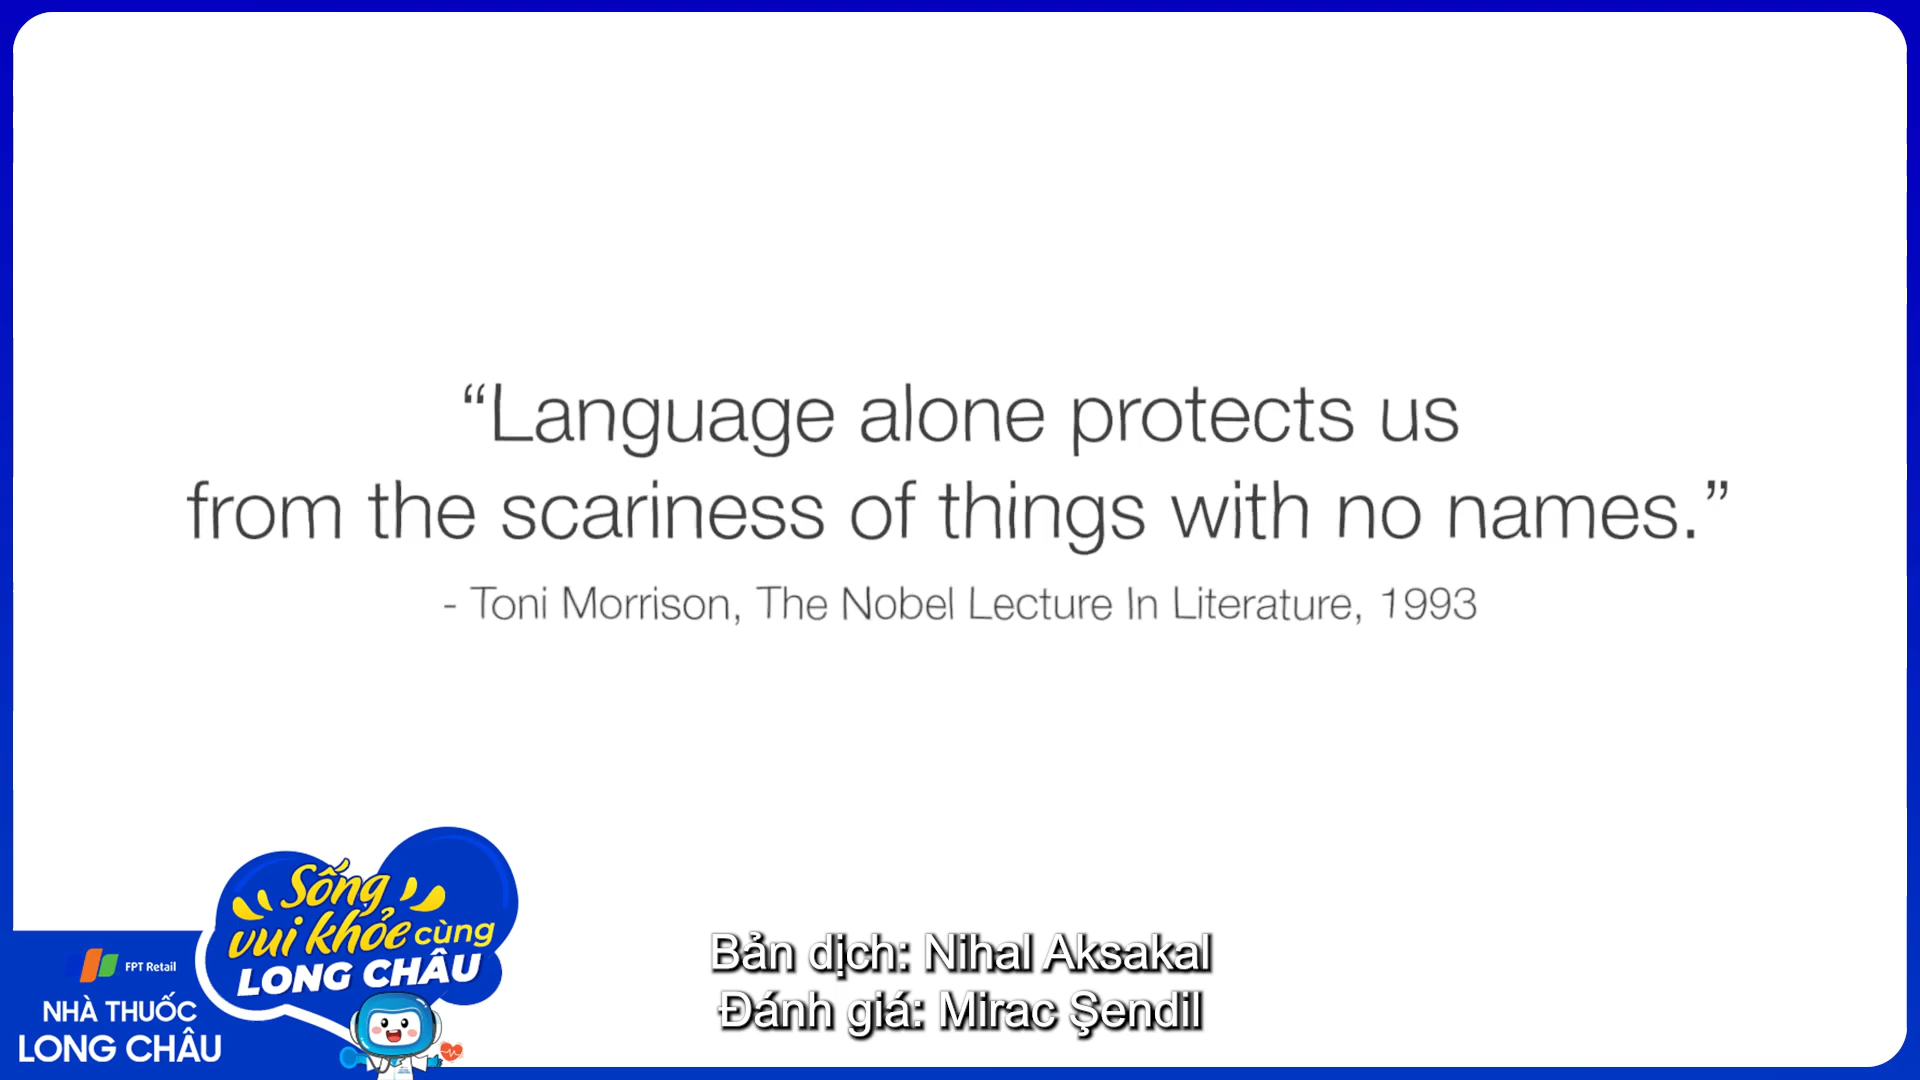 “Language alone protects us
from the scariness of things with no names.”
- Toni Morrison, The Nobel Lecture In Literature, 1993
Sống
vui khỏe cùng
LONG CHÂU
FPT Retail
NHÀ THUỐC
LONG CHÂU
Bản dịch: Nihal Aksakal
Đánh giá: Mirac Şendil